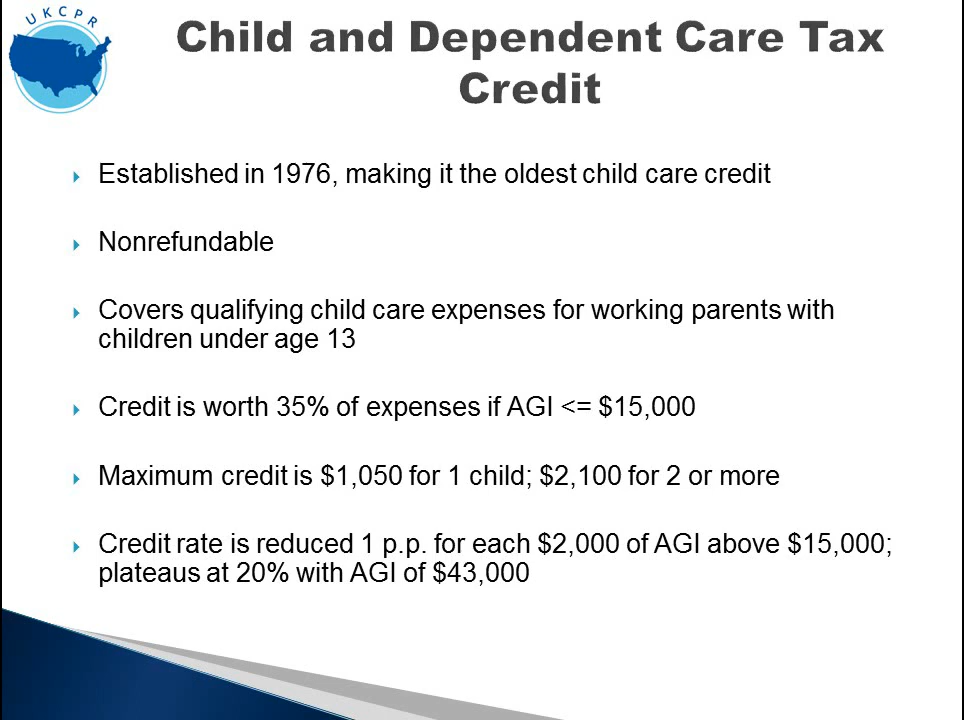 UKCPR
Child and Dependent Care Tax
Credit
Established in 1976, making it the oldest child care credit
Nonrefundable
Covers qualifying child care expenses for working parents with
children under age 13
Credit is worth 35% of expenses if AGI <= $15,000
Maximum credit is $1,050 for 1 child; $2,100 for 2 or more
Credit rate is reduced 1 p.p. for each $2,000 of AGI above $15,000;
plateaus at 20% with AGI of $43,000